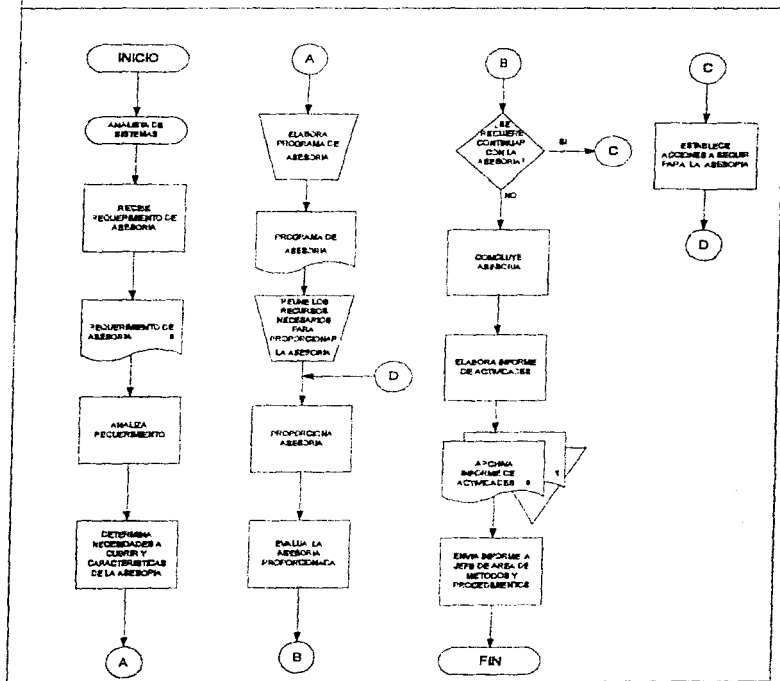 INICIO
ANALISTA DE
SISTEMAS
RECIBE
REQUERIMIENTO DE
ASESORIA
REQUERIMIENTO DE
ASESORIA 0
ANALIZA
REQUERIMIENTO
DETERMINA
NECESIDADES A
CUBRIR Y
CARACTERISTICAS
DE LA ASESORIA
A
A
ELABORA
PROGRAMA DE
ASESORIA
PROGRAMA DE
ASESORIA
REUNE LOS
RECURSOS
NECESARIOS
PARA
PROPORCIONAR
LA ASESORIA
D
PROPORCIONA
ASESORIA
EVALUA LA
ASESORIA
PROPORCIONADA
B
B
¿SE
REQUIERE
CONTINUAR
CON LA
ASESORIA?
SI
C
NO
CONCLUYE
ASESORIA
ELABORA INFORME
DE ACTIVIDADES
ARCHIVA
INFORME DE
ACTIVIDADES 0
1
ENVIA INFORME A
JEFE DE AREA DE
METODOS Y
PROCEDIMIENTOS
FIN
C
ESTABLECE
ACCIONES A SEGUIR
PARA LA ASESORIA
D